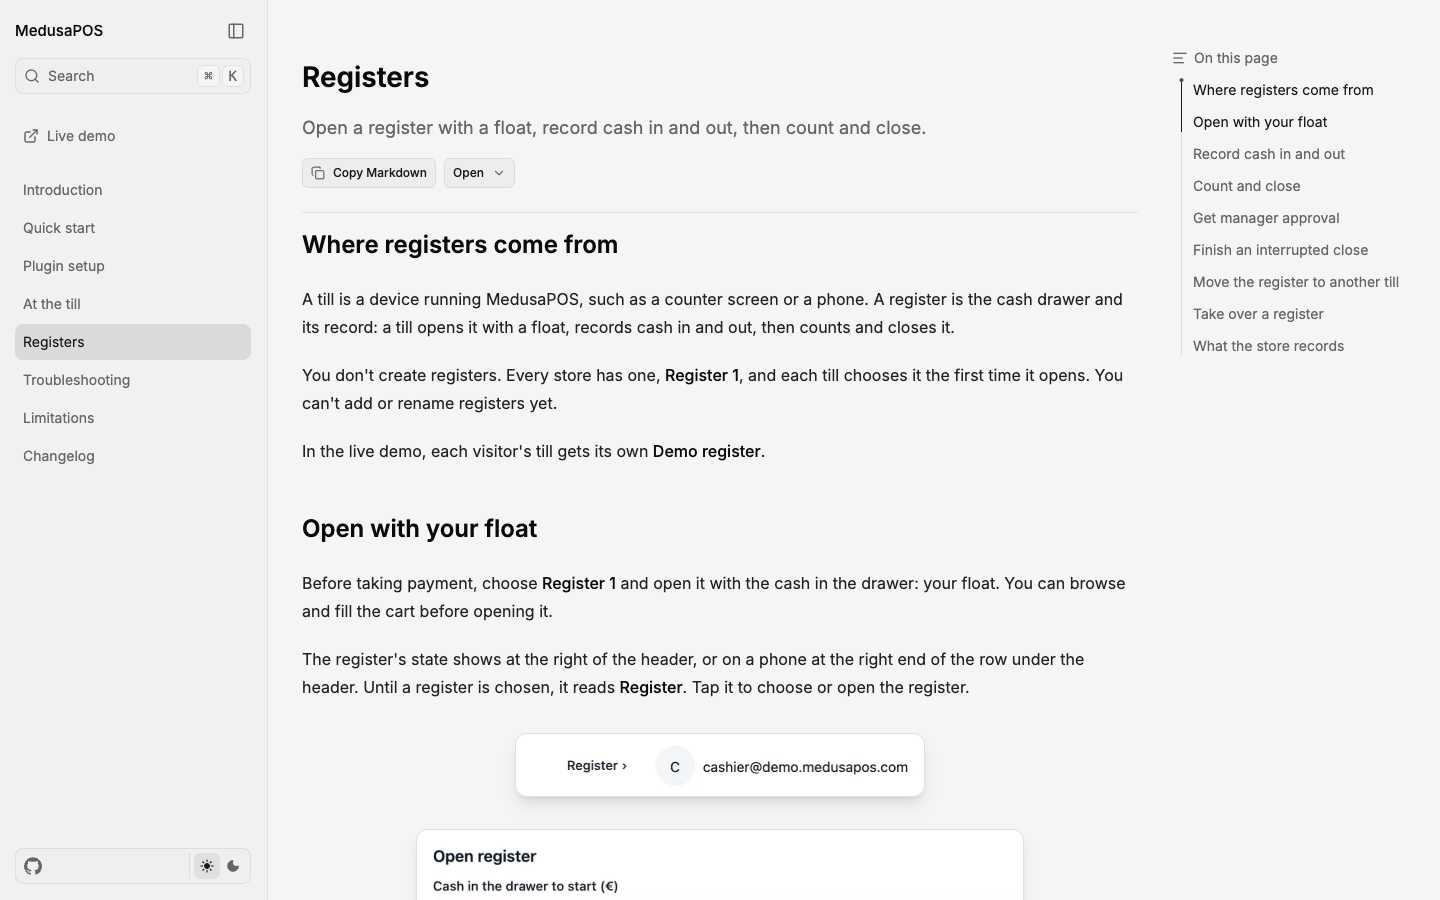 MedusaPOS
Search
⌘ K
Live demo
Introduction
Quick start
Plugin setup
At the till
Registers
Troubleshooting
Limitations
Changelog
Registers
Open a register with a float, record cash in and out, then count and close.
Copy Markdown
Open
Where registers come from
A till is a device running MedusaPOS, such as a counter screen or a phone. A register is the cash drawer and
its record: a till opens it with a float, records cash in and out, then counts and closes it.
You don't create registers. Every store has one, Register 1, and each till chooses it the first time it opens. You
can't add or rename registers yet.
In the live demo, each visitor's till gets its own Demo register.
Open with your float
Before taking payment, choose Register 1 and open it with the cash in the drawer: your float. You can browse
and fill the cart before opening it.
The register's state shows at the right of the header, or on a phone at the right end of the row under the
header. Until a register is chosen, it reads Register. Tap it to choose or open the register.
Register ›
C
cashier@demo.medusapos.com
Open register
Cash in the drawer to start (€)
On this page
Where registers come from
Open with your float
Record cash in and out
Count and close
Get manager approval
Finish an interrupted close
Move the register to another till
Take over a register
What the store records